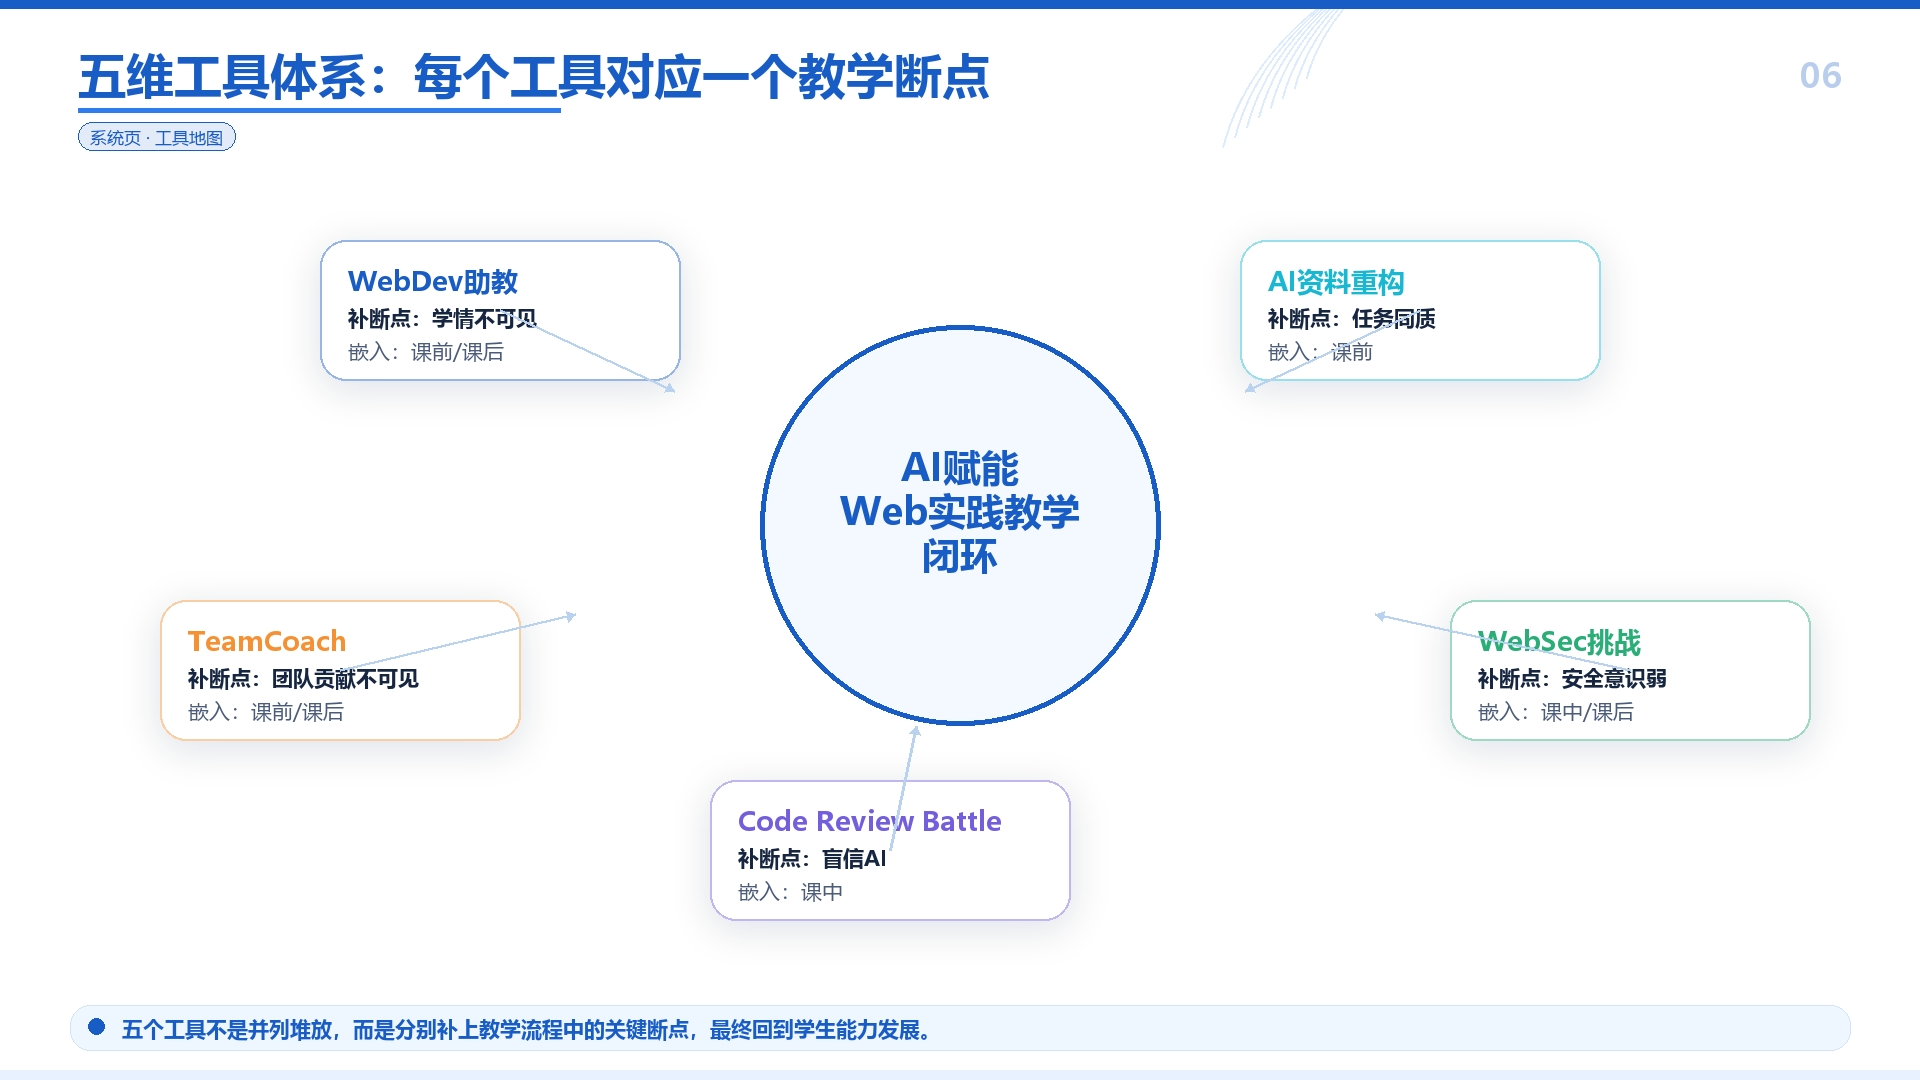 五维工具体系：每个工具对应一个教学断点
06
系统页 · 工具地图
WebDev助教
补断点：学情不可见
嵌入：课前/课后
AI资料重构
补断点：任务同质
嵌入：课前
AI赋能
Web实践教学
闭环
TeamCoach
补断点：团队贡献不可见
嵌入：课前/课后
WebSec挑战
补断点：安全意识弱
嵌入：课中/课后
Code Review Battle
补断点：盲信AI
嵌入：课中
五个工具不是并列堆放，而是分别补上教学流程中的关键断点，最终回到学生能力发展。